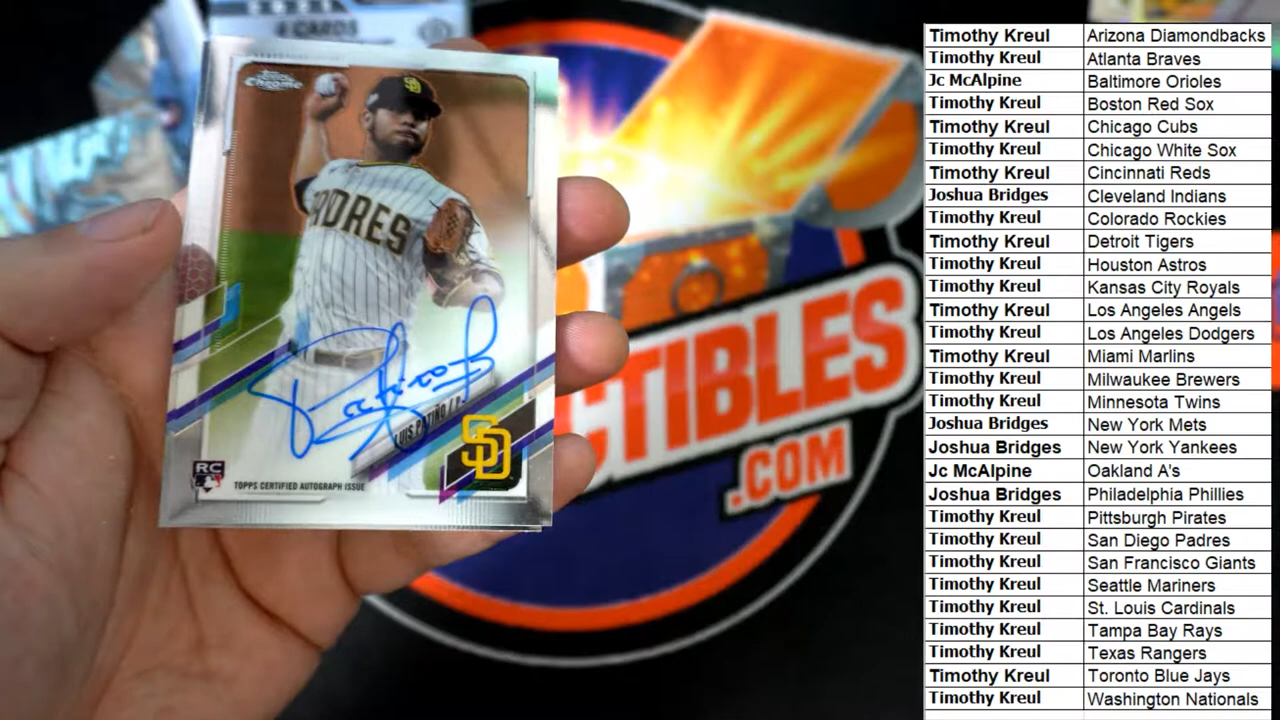 4 CARDS
Topps
Chrome
SD
PADRES
LUIS PATIÑO / P
SD
RC
TOPPS CERTIFIED AUTOGRAPH ISSUE
CTIBLES
.COM
Timothy Kreul Arizona Diamondbacks
Timothy Kreul Atlanta Braves
Jc McAlpine Baltimore Orioles
Timothy Kreul Boston Red Sox
Timothy Kreul Chicago Cubs
Timothy Kreul Chicago White Sox
Timothy Kreul Cincinnati Reds
Joshua Bridges Cleveland Indians
Timothy Kreul Colorado Rockies
Timothy Kreul Detroit Tigers
Timothy Kreul Houston Astros
Timothy Kreul Kansas City Royals
Timothy Kreul Los Angeles Angels
Timothy Kreul Los Angeles Dodgers
Timothy Kreul Miami Marlins
Timothy Kreul Milwaukee Brewers
Timothy Kreul Minnesota Twins
Joshua Bridges New York Mets
Joshua Bridges New York Yankees
Jc McAlpine Oakland A's
Joshua Bridges Philadelphia Phillies
Timothy Kreul Pittsburgh Pirates
Timothy Kreul San Diego Padres
Timothy Kreul San Francisco Giants
Timothy Kreul Seattle Mariners
Timothy Kreul St. Louis Cardinals
Timothy Kreul Tampa Bay Rays
Timothy Kreul Texas Rangers
Timothy Kreul Toronto Blue Jays
Timothy Kreul Washington Nationals